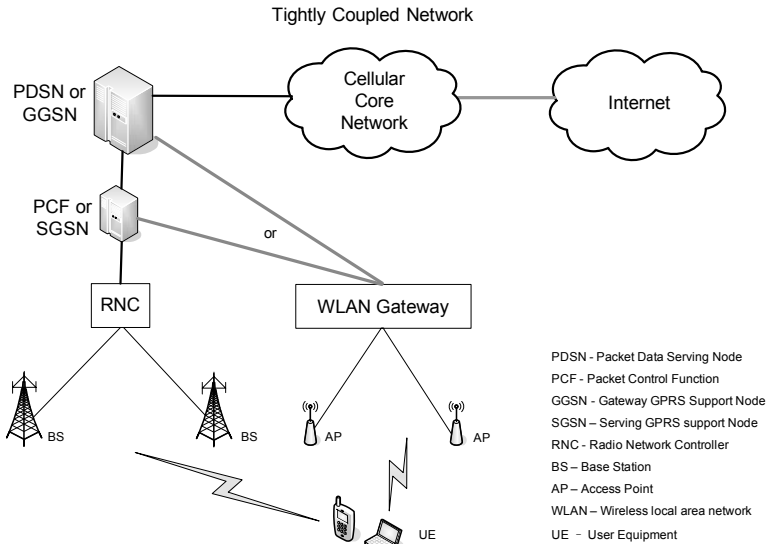 Tightly Coupled Network
PDSN or
GGSN
Cellular
Core
Network
Internet
PCF or
SGSN
or
RNC
WLAN Gateway
BS
BS
AP
AP
UE
PDSN - Packet Data Serving Node
PCF - Packet Control Function
GGSN - Gateway GPRS Support Node
SGSN – Serving GPRS support Node
RNC - Radio Network Controller
BS – Base Station
AP – Access Point
WLAN – Wireless local area network
UE - User Equipment